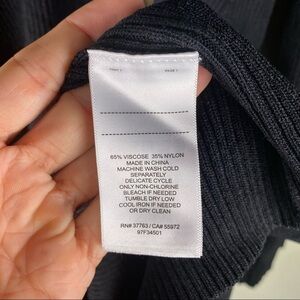 65% VISCOSE 35% NYLON
MADE IN CHINA
MACHINE WASH COLD
SEPARATELY
DELICATE CYCLE
ONLY NON-CHLORINE
BLEACH IF NEEDED
TUMBLE DRY LOW
COOL IRON IF NEEDED
OR DRY CLEAN
RN# 37763 / CA# 55972
97F34501